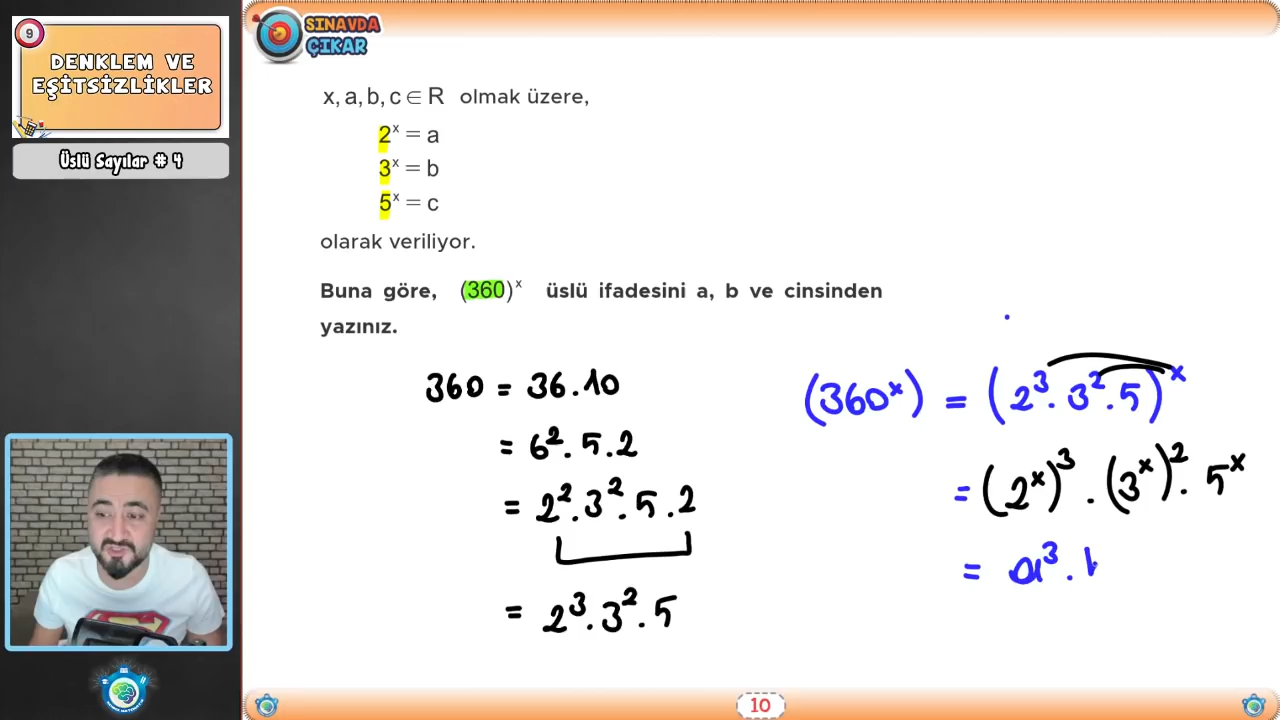 9
DENKLEM VE
EŞİTSİZLİKLER
Üslü Sayılar # 4
SINAVDA
ÇIKAR
x, a, b, c ∈ R olmak üzere,
2ˣ = a
3ˣ = b
5ˣ = c
olarak veriliyor.
Buna göre, (360)ˣ üslü ifadesini a, b ve cinsinden
yazınız.
360 = 36.10
= 6².5.2
= 2².3².5.2
= 2³.3².5
(360ˣ) = (2³.3².5)ˣ
= (2ˣ)³.(3ˣ)².5ˣ
= a³.
10